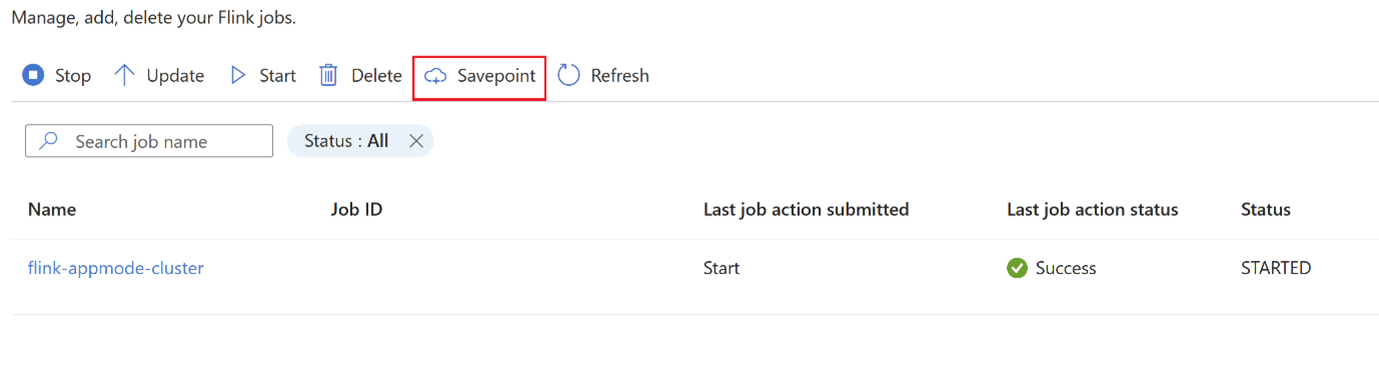 Manage, add, delete your Flink jobs.
Stop Update Start Delete Savepoint Refresh
Search job name Status : All
Name Job ID Last job action submitted Last job action status Status
flink-appmode-cluster Start Success STARTED